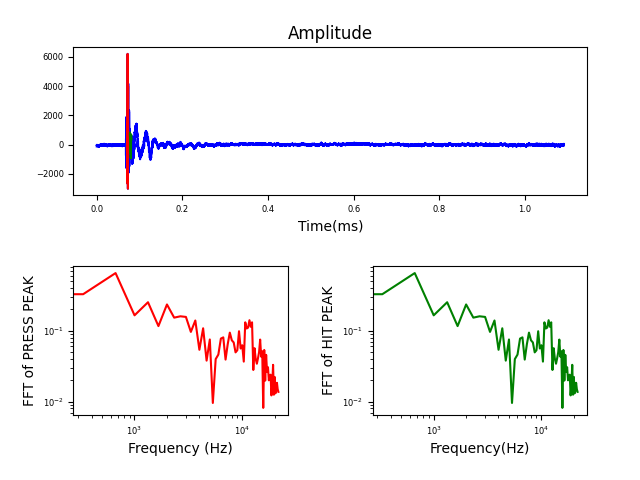 Amplitude
6000
4000
2000
0
−2000
0.0 0.2 0.4 0.6 0.8 1.0
Time(ms)
FFT of PRESS PEAK
10⁻¹
10⁻²
10³ 10⁴
Frequency (Hz)
FFT of HIT PEAK
10⁻¹
10⁻²
10³ 10⁴
Frequency(Hz)